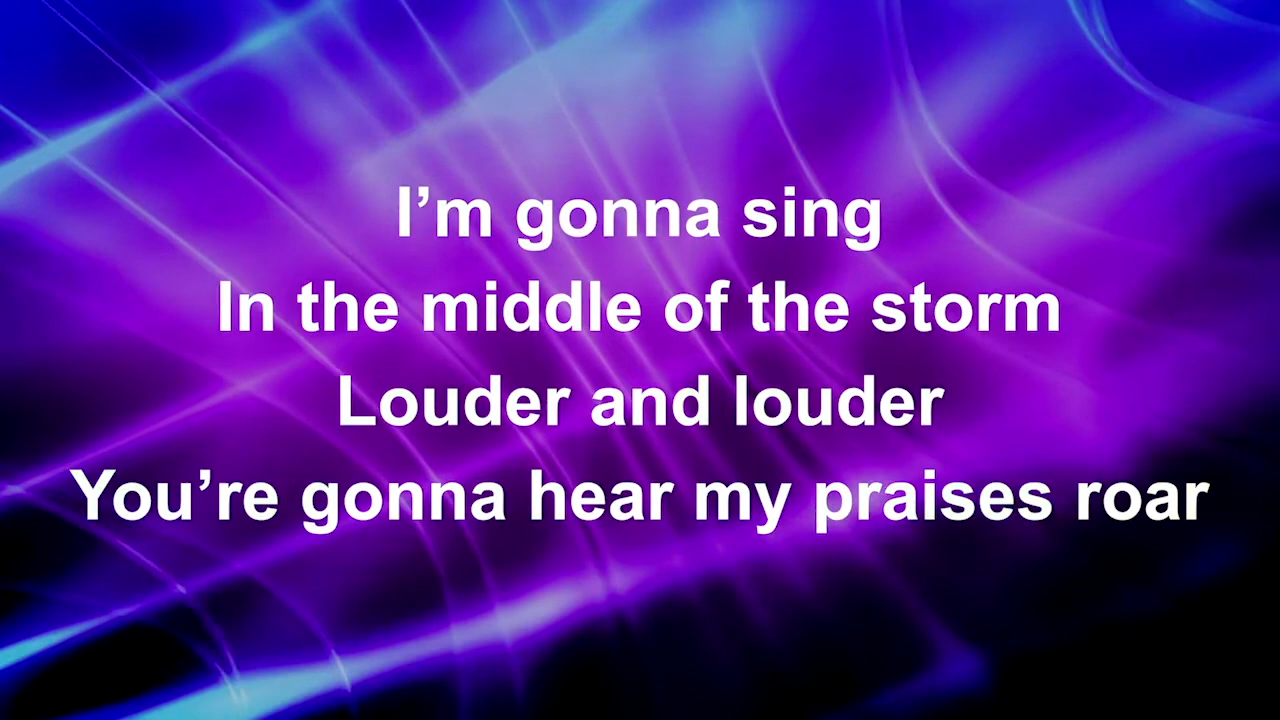 I’m gonna sing
In the middle of the storm
Louder and louder
You’re gonna hear my praises roar